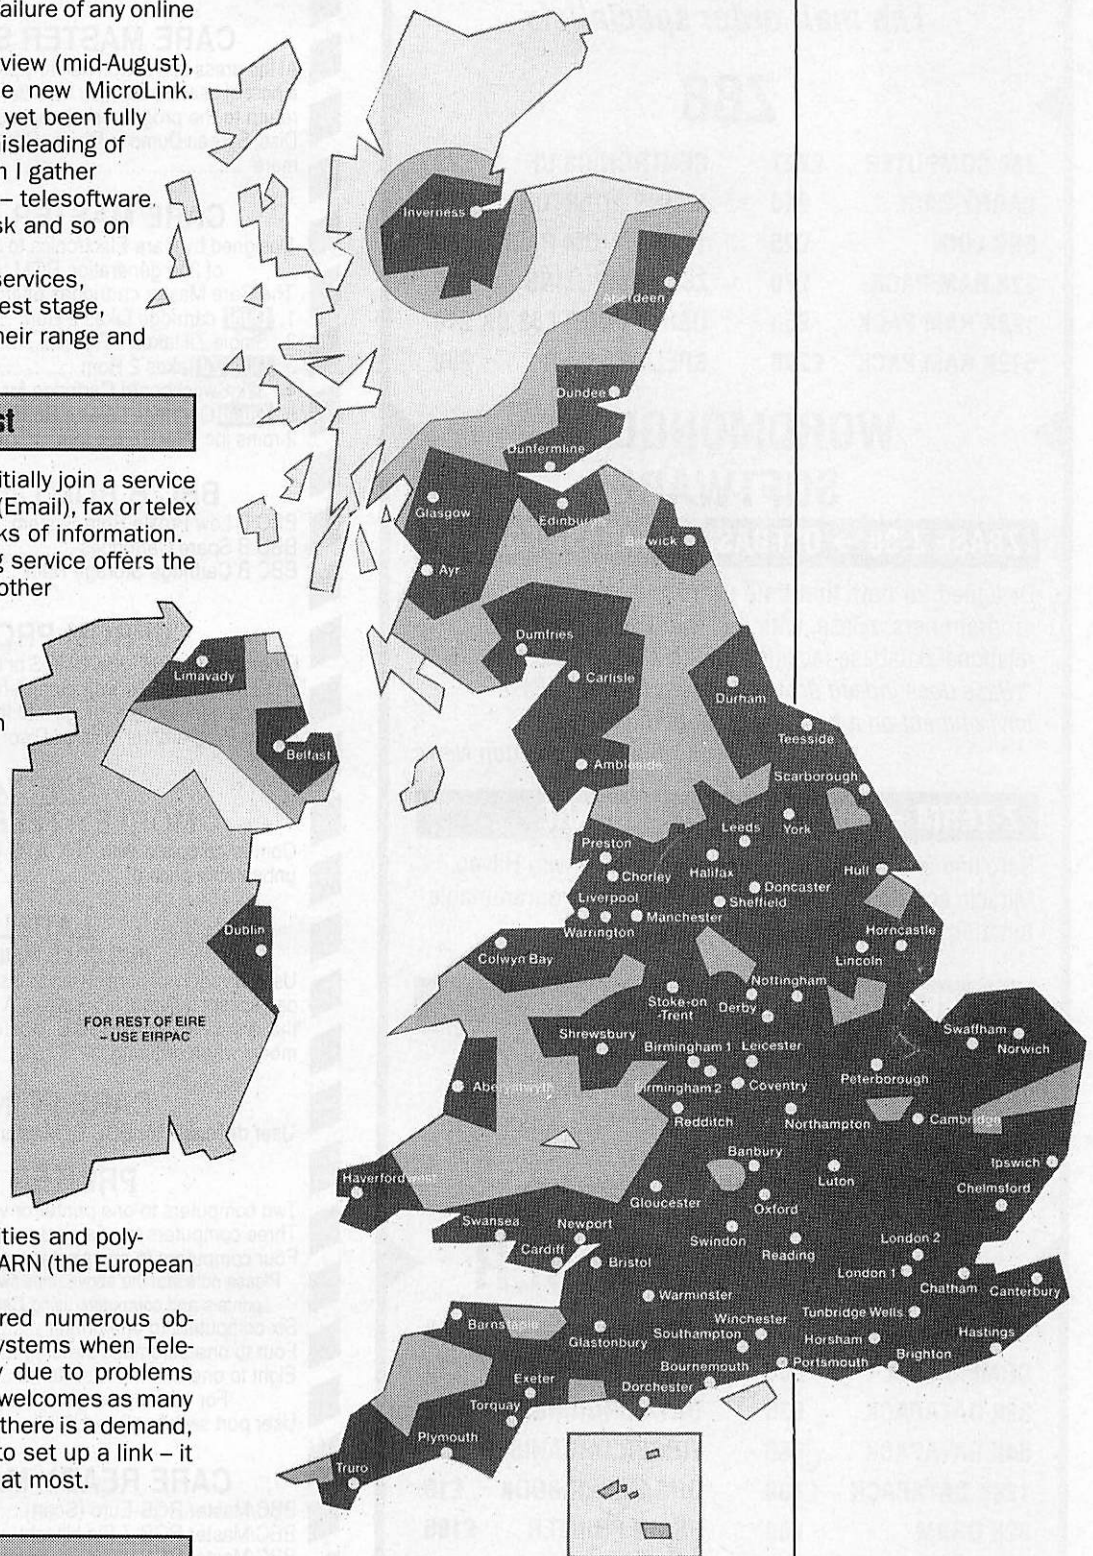 ailure of any online
view (mid-August),
e new MicroLink.
yet been fully
isleading of
n I gather
– telesoftware.
sk and so on
services,
est stage,
heir range and
st
itially join a service
(Email), fax or telex
ks of information.
g service offers the
other
n
ties and poly-
ARN (the European
red numerous ob-
ystems when Tele-
y due to problems
welcomes as many
there is a demand,
to set up a link – it
at most.
Inverness
Aberdeen
Dundee
Dunfermline
Glasgow
Edinburgh
Berwick
Ayr
Dumfries
Carlisle
Limavady
Durham
Belfast
Teesside
Ambleside
Scarborough
Leeds
York
Preston
Chorley
Halifax
Hull
Doncaster
Liverpool
Sheffield
Manchester
Warrington
Horncastle
Dublin
Lincoln
Colwyn Bay
Nottingham
Stoke-on
-Trent
Derby
FOR REST OF EIRE
– USE EIRPAC
Shrewsbury
Swaffham
Norwich
Birmingham 1
Leicester
Peterborough
Aberystwyth
Birmingham 2
Coventry
Redditch
Northampton
Cambridge
Banbury
Luton
Ipswich
Haverfordwest
Gloucester
Oxford
Chelmsford
Swansea
Newport
Swindon
Reading
London 2
Cardiff
Bristol
London 1
Chatham
Canterbury
Warminster
Barnstaple
Winchester
Tunbridge Wells
Glastonbury
Southampton
Horsham
Hastings
Bournemouth
Portsmouth
Brighton
Exeter
Dorchester
Torquay
Plymouth
Truro